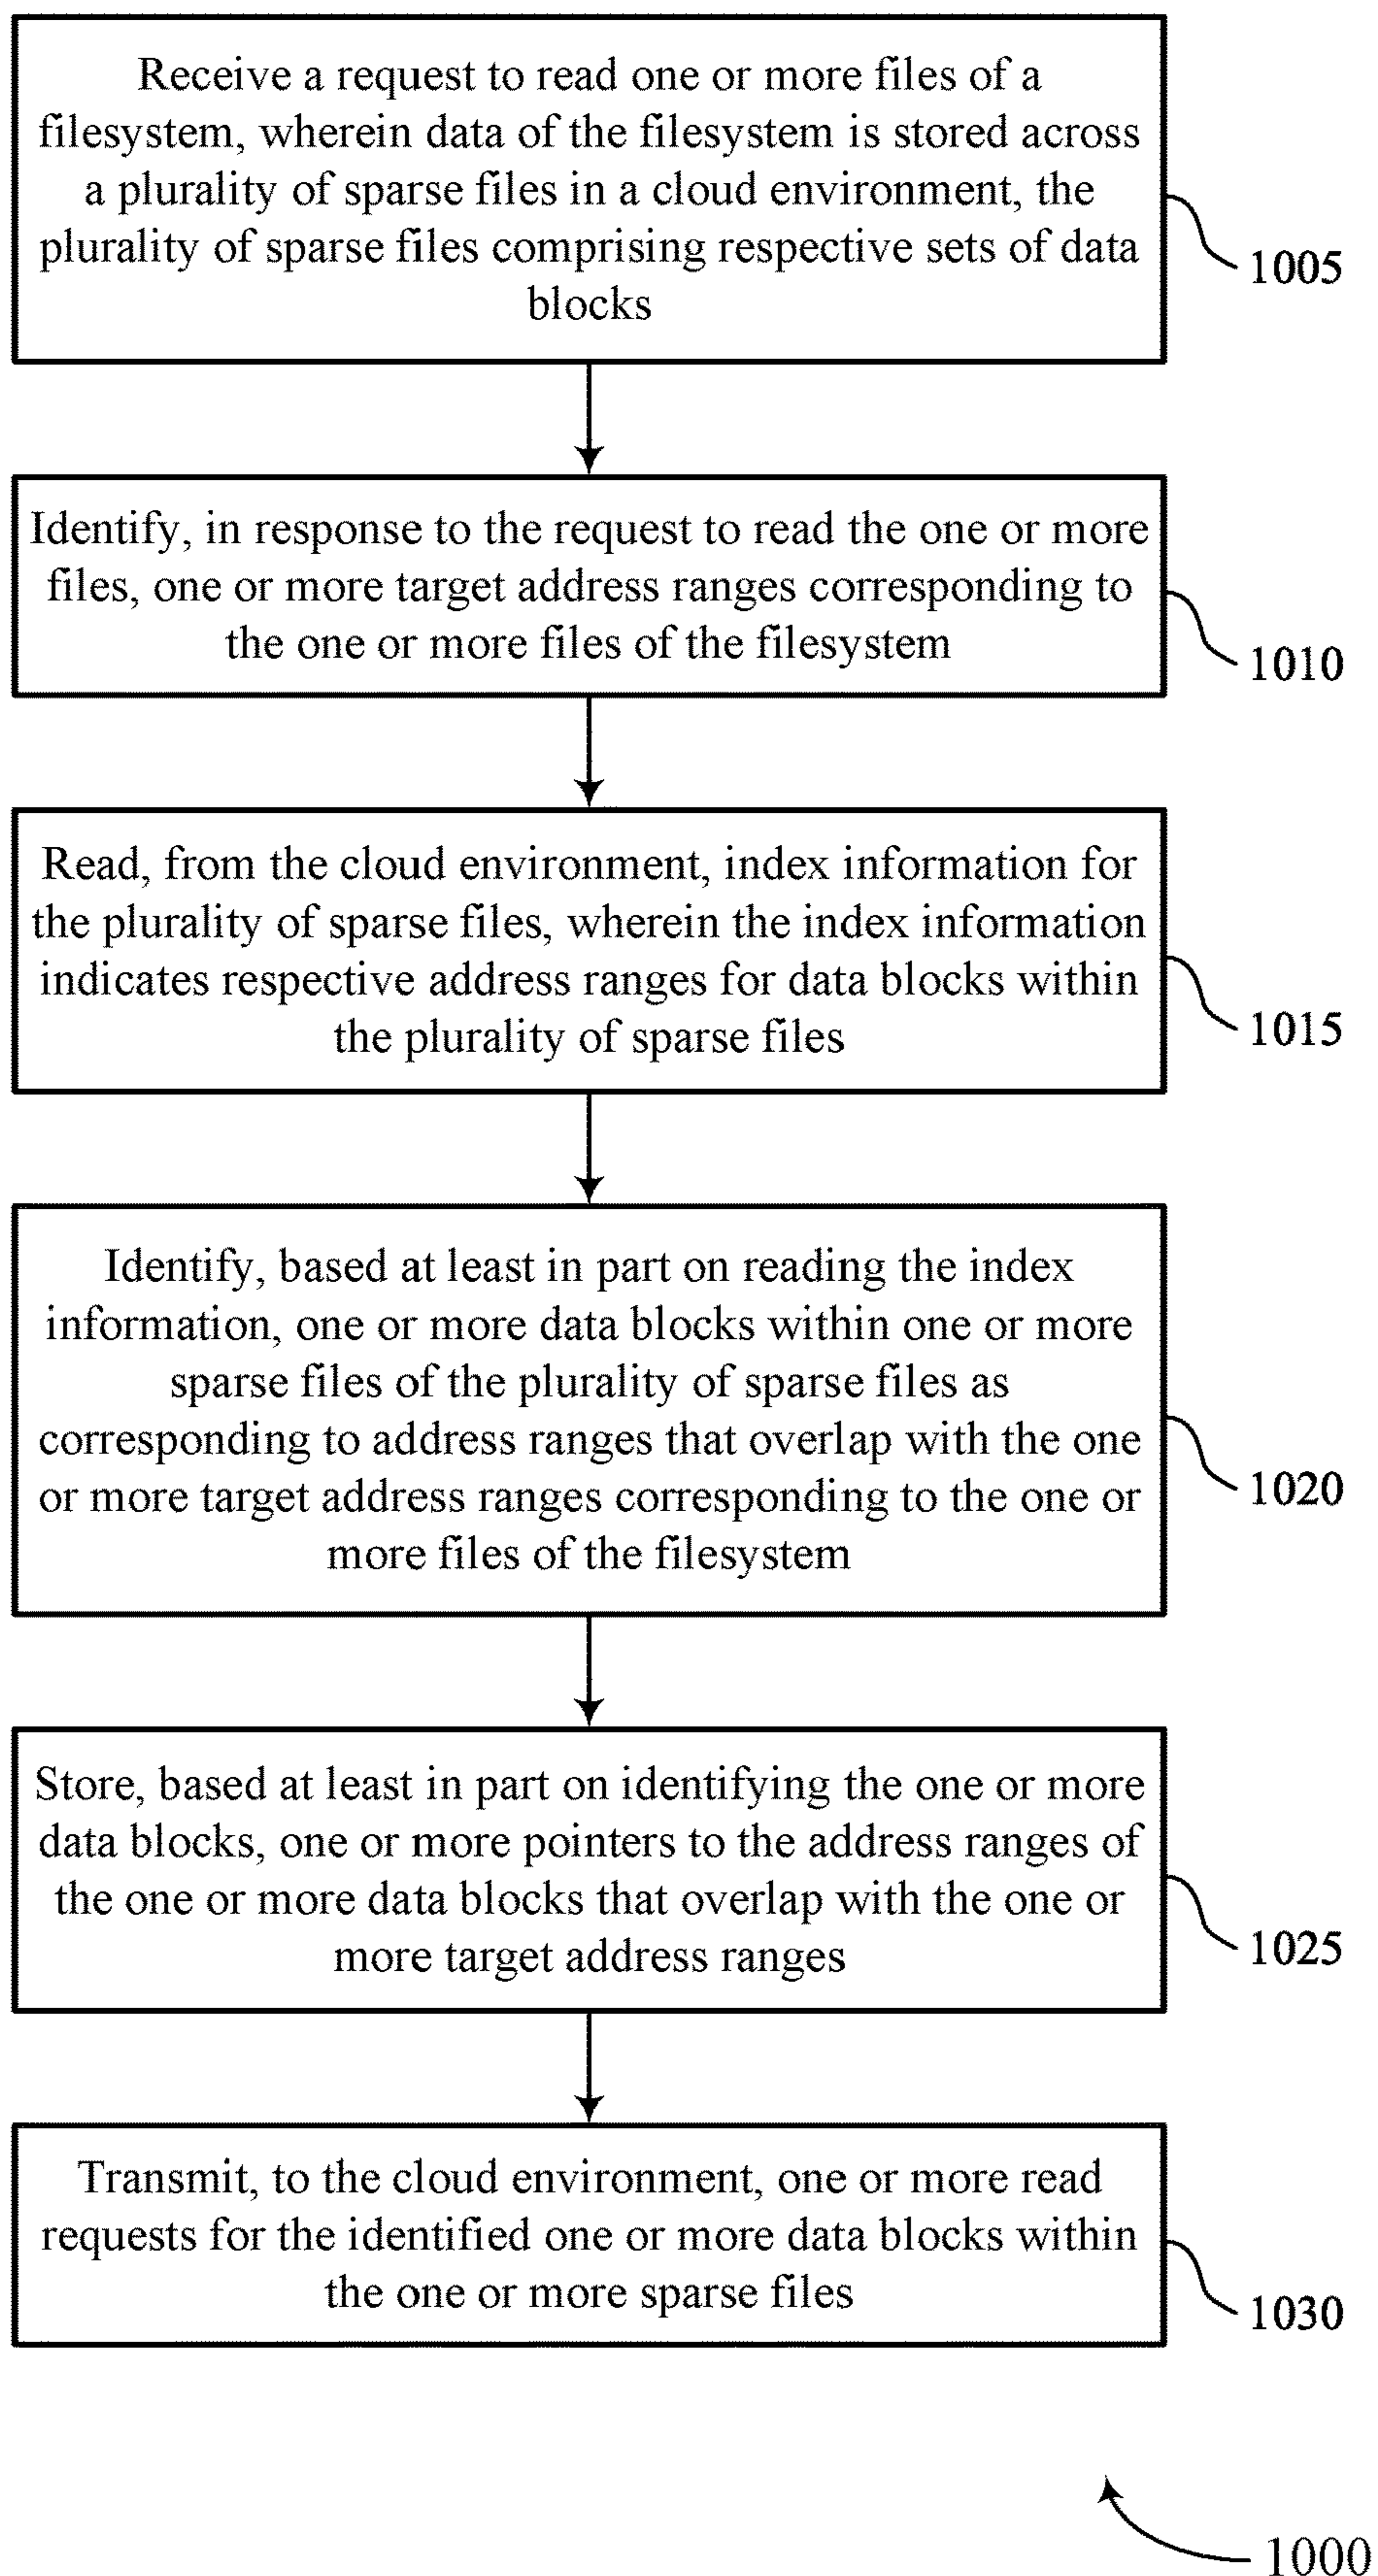 Receive a request to read one or more files of a
filesystem, wherein data of the filesystem is stored across
a plurality of sparse files in a cloud environment, the
plurality of sparse files comprising respective sets of data
blocks
1005
Identify, in response to the request to read the one or more
files, one or more target address ranges corresponding to
the one or more files of the filesystem
1010
Read, from the cloud environment, index information for
the plurality of sparse files, wherein the index information
indicates respective address ranges for data blocks within
the plurality of sparse files
1015
Identify, based at least in part on reading the index
information, one or more data blocks within one or more
sparse files of the plurality of sparse files as
corresponding to address ranges that overlap with the one
or more target address ranges corresponding to the one or
more files of the filesystem
1020
Store, based at least in part on identifying the one or more
data blocks, one or more pointers to the address ranges of
the one or more data blocks that overlap with the one or
more target address ranges
1025
Transmit, to the cloud environment, one or more read
requests for the identified one or more data blocks within
the one or more sparse files
1030
1000